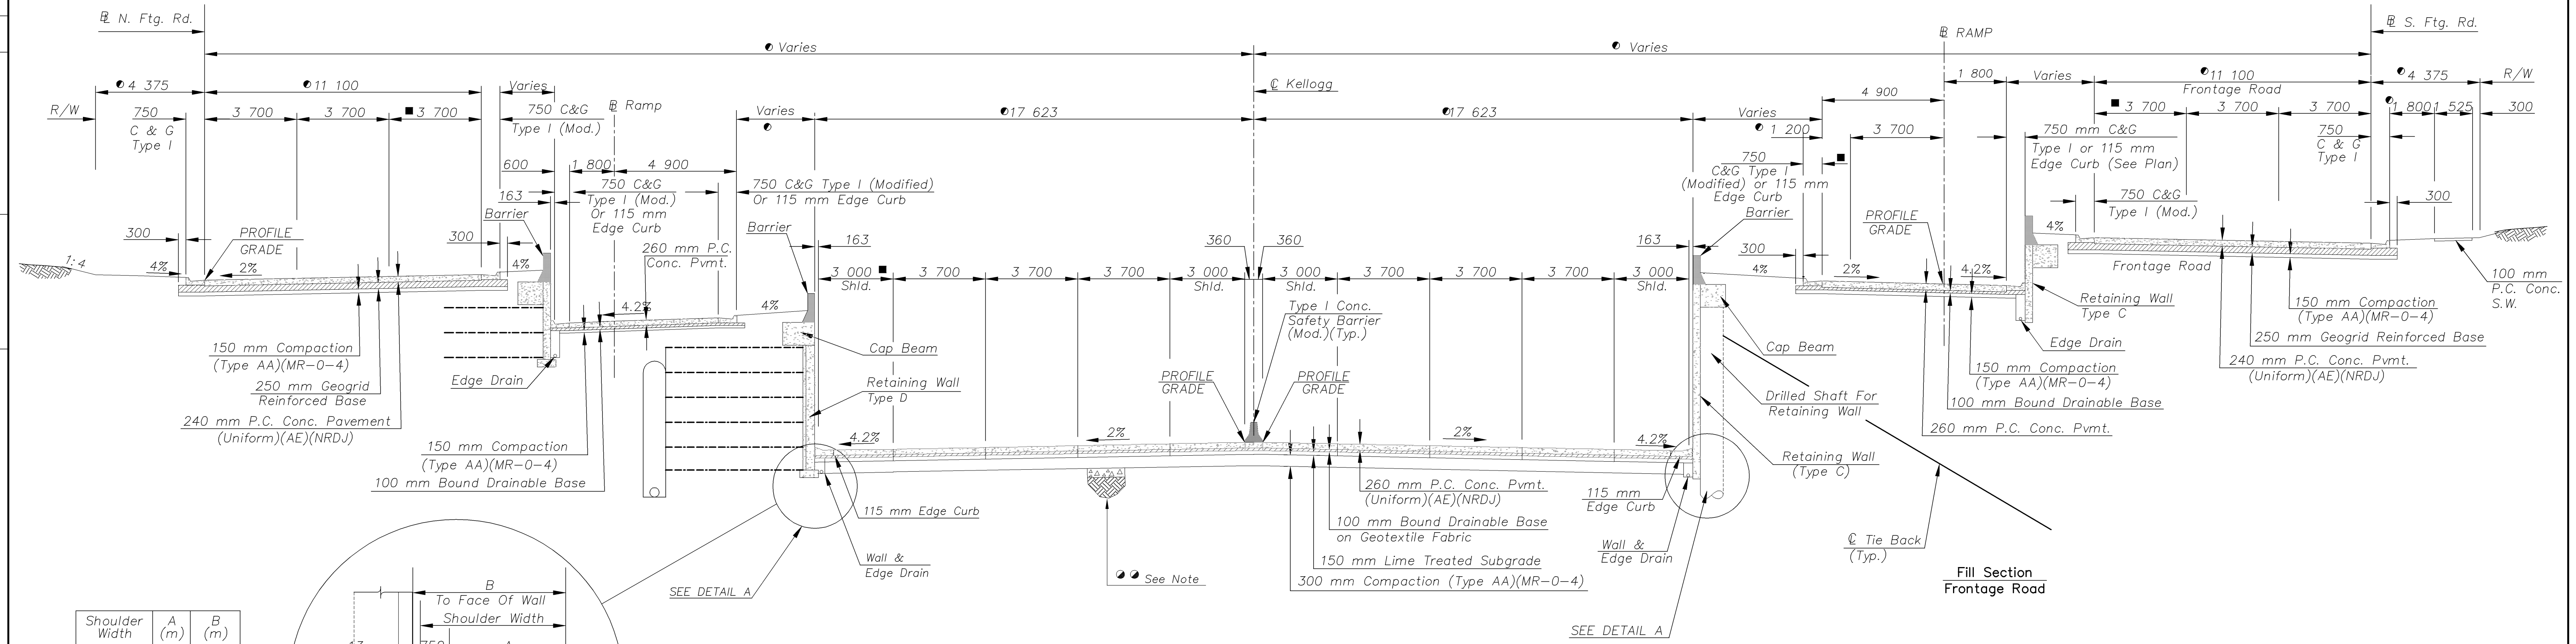 ℄ N. Ftg. Rd.
℄ S. Ftg. Rd.
Varies
Varies
℄ RAMP
4 375
11 100
Varies
℄ Kellogg
1 800
Varies
11 100
Frontage Road
4 375
R/W
R/W
750
C & G
Type I
3 700
3 700
3 700
750 C&G
Type I (Mod.)
℄ Ramp
Varies
17 623
17 623
Varies
4 900
1 200
3 700
3 700
3 700
3 700
750
C & G
Type I
1 800
1 525
300
600
1 800
4 900
163
750 C&G
Type I (Mod.)
Or 115 mm
Edge Curb
750 C&G Type I (Modified)
Or 115 mm Edge Curb
750
C&G Type I
(Modified) or 115 mm
Edge Curb
750 mm C&G
Type I or 115 mm
Edge Curb (See Plan)
750 C&G
Type I (Mod.)
300
Barrier
Barrier
Barrier
300
PROFILE
GRADE
300
260 mm P.C.
Conc. Pvmt.
163
360
360
163
300
PROFILE
GRADE
4%
1:4
4%
2%
4%
4.2%
4%
3 000
Shld.
3 700
3 700
3 700
3 000
Shld.
3 000
Shld.
3 700
3 700
3 700
3 000
Shld.
4%
2%
4.2%
Frontage Road
100 mm
P.C. Conc.
S.W.
Type I Conc.
Safety Barrier
(Mod.)(Typ.)
Retaining Wall
Type C
150 mm Compaction
(Type AA)(MR-0-4)
250 mm Geogrid Reinforced Base
240 mm P.C. Conc. Pvmt.
(Uniform)(AE)(NRDJ)
150 mm Compaction
(Type AA)(MR-0-4)
250 mm Geogrid
Reinforced Base
240 mm P.C. Conc. Pavement
(Uniform)(AE)(NRDJ)
Edge Drain
Cap Beam
Retaining Wall
Type D
PROFILE
GRADE
PROFILE
GRADE
Cap Beam
Edge Drain
150 mm Compaction
(Type AA)(MR-0-4)
100 mm Bound Drainable Base
260 mm P.C. Conc. Pvmt.
Drilled Shaft For
Retaining Wall
150 mm Compaction
(Type AA)(MR-0-4)
100 mm Bound Drainable Base
4.2%
2%
2%
4.2%
Retaining Wall
(Type C)
115 mm Edge Curb
260 mm P.C. Conc. Pvmt.
(Uniform)(AE)(NRDJ)
100 mm Bound Drainable Base
on Geotextile Fabric
150 mm Lime Treated Subgrade
300 mm Compaction (Type AA)(MR-0-4)
115 mm
Edge Curb
Wall &
Edge Drain
Wall &
Edge Drain
℄ Tie Back
(Typ.)
See Note
SEE DETAIL A
SEE DETAIL A
Fill Section
Frontage Road
B
To Face Of Wall
Shoulder Width
Shoulder
Width
A
(m)
B
(m)